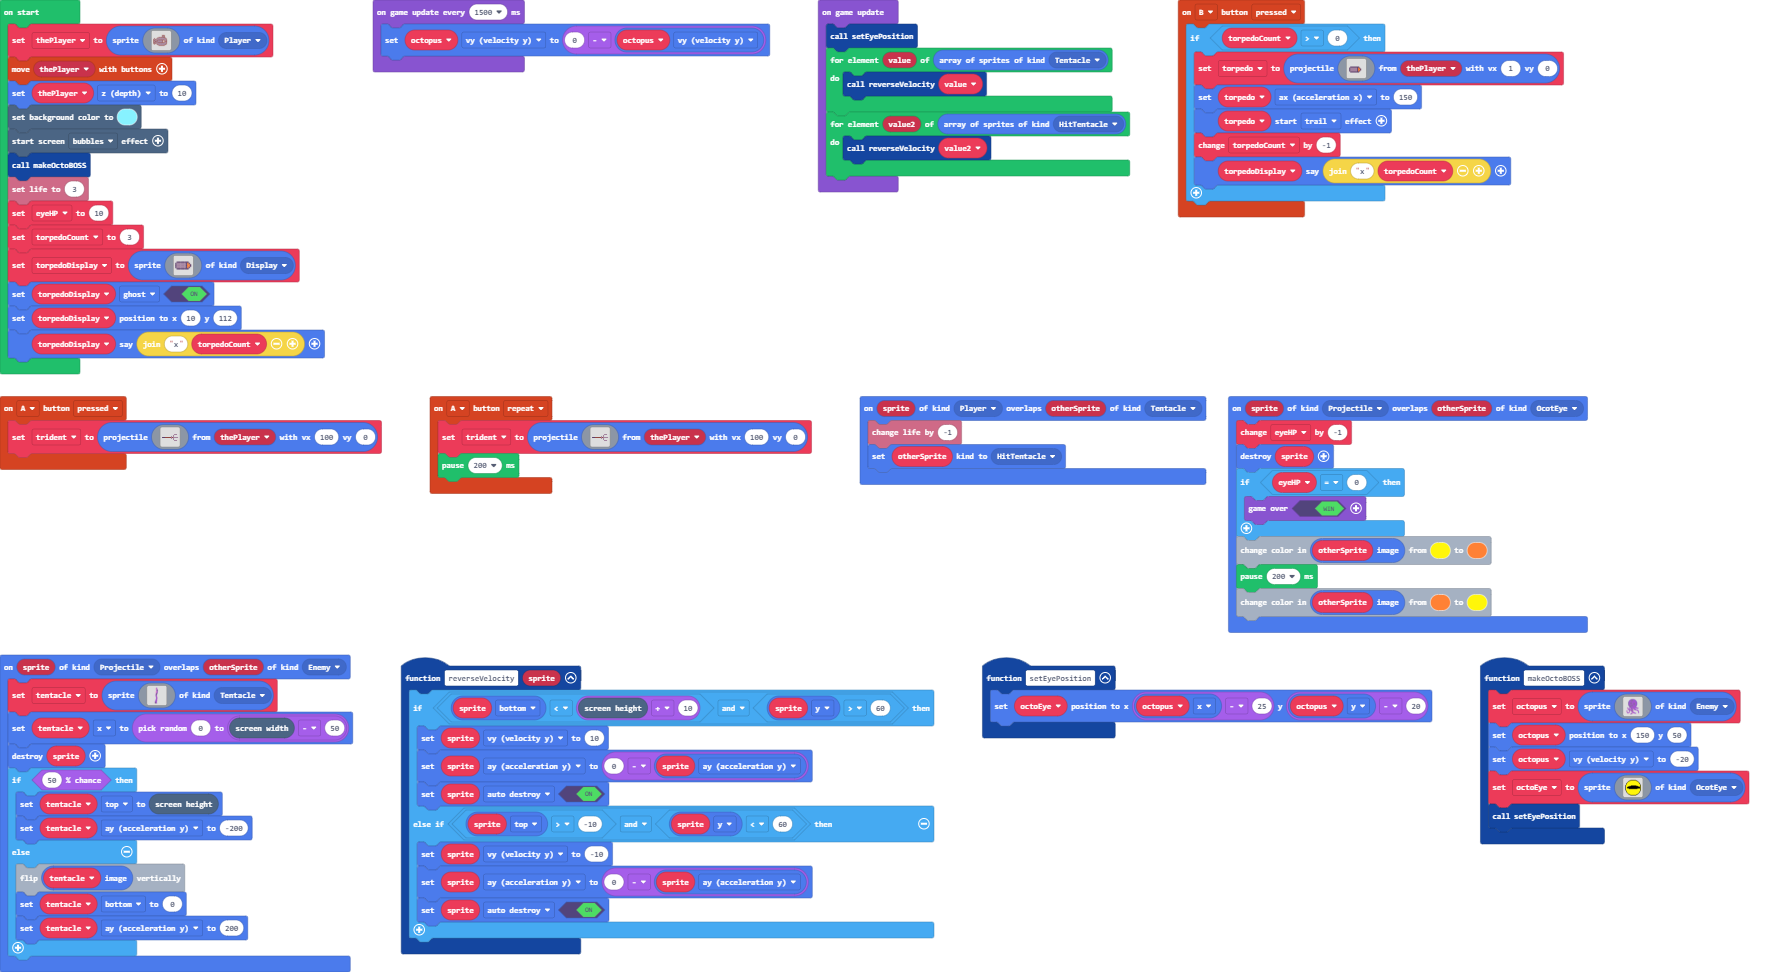 on start
set thePlayer to sprite of kind Player
move thePlayer with buttons
set thePlayer z (depth) to 10
set background color to
start screen bubbles effect
call makeOctoBOSS
set life to 3
set eyeHP to 10
set torpedoCount to 3
set torpedoDisplay to sprite of kind Display
set torpedoDisplay ghost ON
set torpedoDisplay position to x 10 y 112
torpedoDisplay say join "x" torpedoCount
on game update every 1500 ms
set octopus vy (velocity y) to 0 - octopus vy (velocity y)
on game update
call setEyePosition
for element value of array of sprites of kind Tentacle
do
call reverseVelocity value
for element value2 of array of sprites of kind HitTentacle
do
call reverseVelocity value2
on B button pressed
if torpedoCount > 0 then
set torpedo to projectile from thePlayer with vx 1 vy 0
set torpedo ax (acceleration x) to 150
torpedo start trail effect
change torpedoCount by -1
torpedoDisplay say join "x" torpedoCount
on A button pressed
set trident to projectile from thePlayer with vx 100 vy 0
on A button repeat
set trident to projectile from thePlayer with vx 100 vy 0
pause 200 ms
on sprite of kind Player overlaps otherSprite of kind Tentacle
change life by -1
set otherSprite kind to HitTentacle
on sprite of kind Projectile overlaps otherSprite of kind OcotEye
change eyeHP by -1
destroy sprite
if eyeHP = 0 then
game over WIN
change color in otherSprite image from to
pause 200 ms
change color in otherSprite image from to
on sprite of kind Projectile overlaps otherSprite of kind Enemy
set tentacle to sprite of kind Tentacle
set tentacle x to pick random 0 to screen width - 50
destroy sprite
if 50 % chance then
set tentacle top to screen height
set tentacle ay (acceleration y) to -200
else
flip tentacle image vertically
set tentacle bottom to 0
set tentacle ay (acceleration y) to 200
function reverseVelocity sprite
if sprite bottom < screen height + 10 and sprite y > 60 then
set sprite vy (velocity y) to 10
set sprite ay (acceleration y) to 0 - sprite ay (acceleration y)
set sprite auto destroy ON
else if sprite top > -10 and sprite y < 60 then
set sprite vy (velocity y) to -10
set sprite ay (acceleration y) to 0 - sprite ay (acceleration y)
set sprite auto destroy ON
function setEyePosition
set octoEye position to x octopus x - 25 y octopus y - 20
function makeOctoBOSS
set octopus to sprite of kind Enemy
set octopus position to x 150 y 50
set octopus vy (velocity y) to -20
set octoEye to sprite of kind OcotEye
call setEyePosition